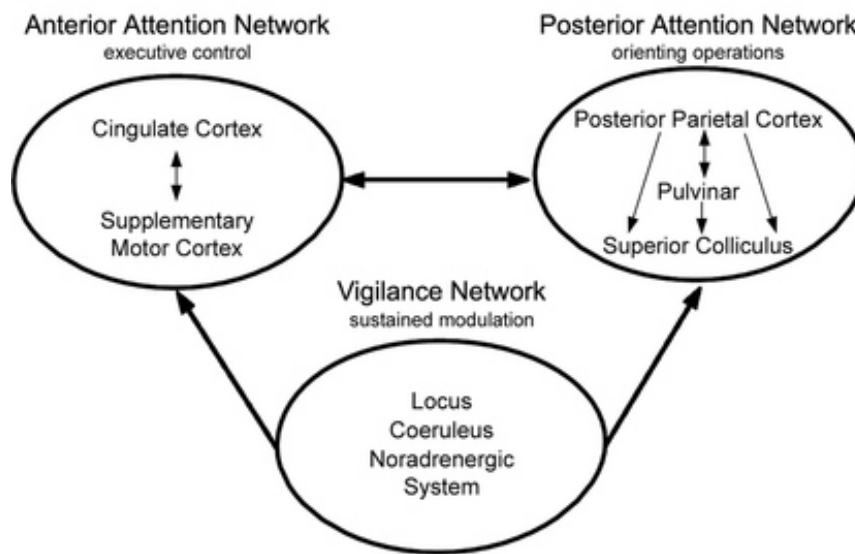 Anterior Attention Network
executive control
Cingulate Cortex
Supplementary
Motor Cortex
Posterior Attention Network
orienting operations
Posterior Parietal Cortex
Pulvinar
Superior Colliculus
Vigilance Network
sustained modulation
Locus
Coeruleus
Noradrenergic
System